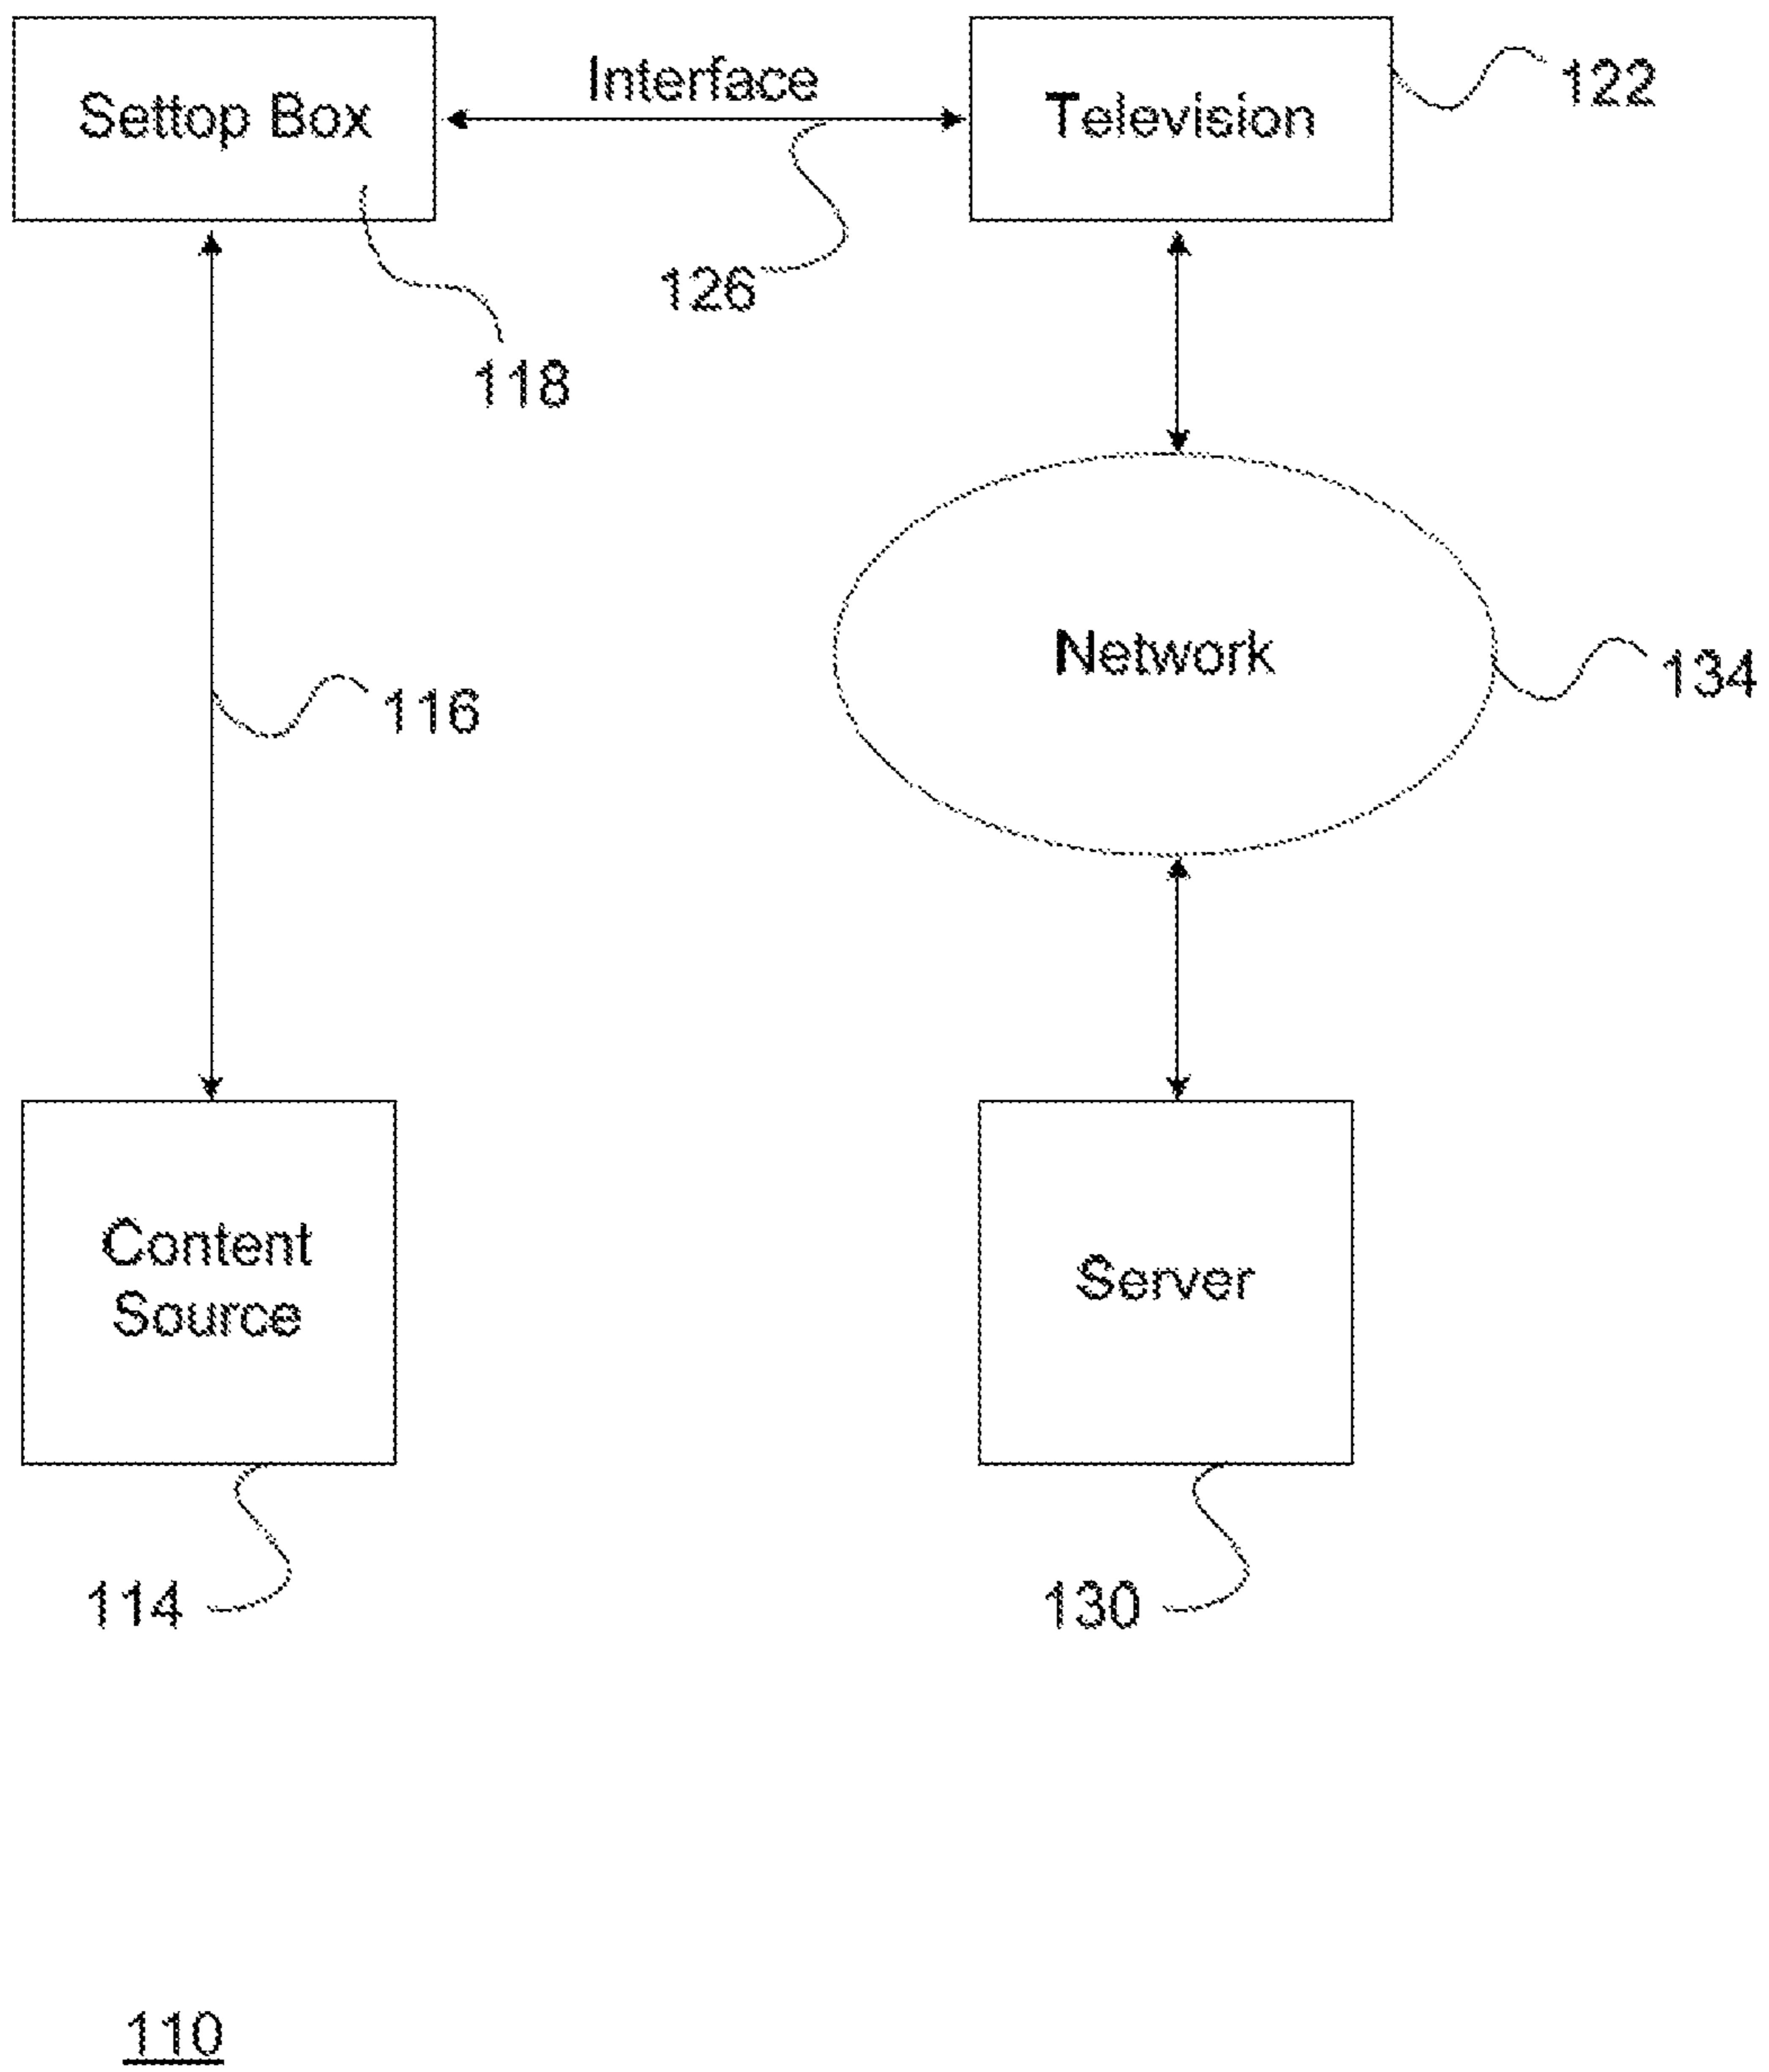 Settop Box
Interface
Television
122
126
118
Network
134
116
Content
Source
Server
114
130
110